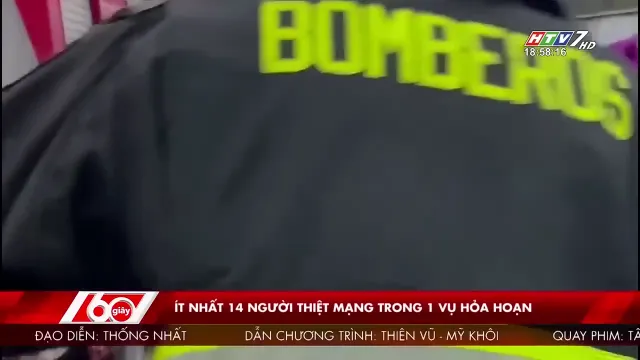 BOMBEROS
HTV7 HD
18:58:16
60 giây
ÍT NHẤT 14 NGƯỜI THIỆT MẠNG TRONG 1 VỤ HỎA HOẠN
ĐẠO DIỄN: THỐNG NHẤT DẪN CHƯƠNG TRÌNH: THIÊN VŨ - MỸ KHÔI QUAY PHIM: TÂ